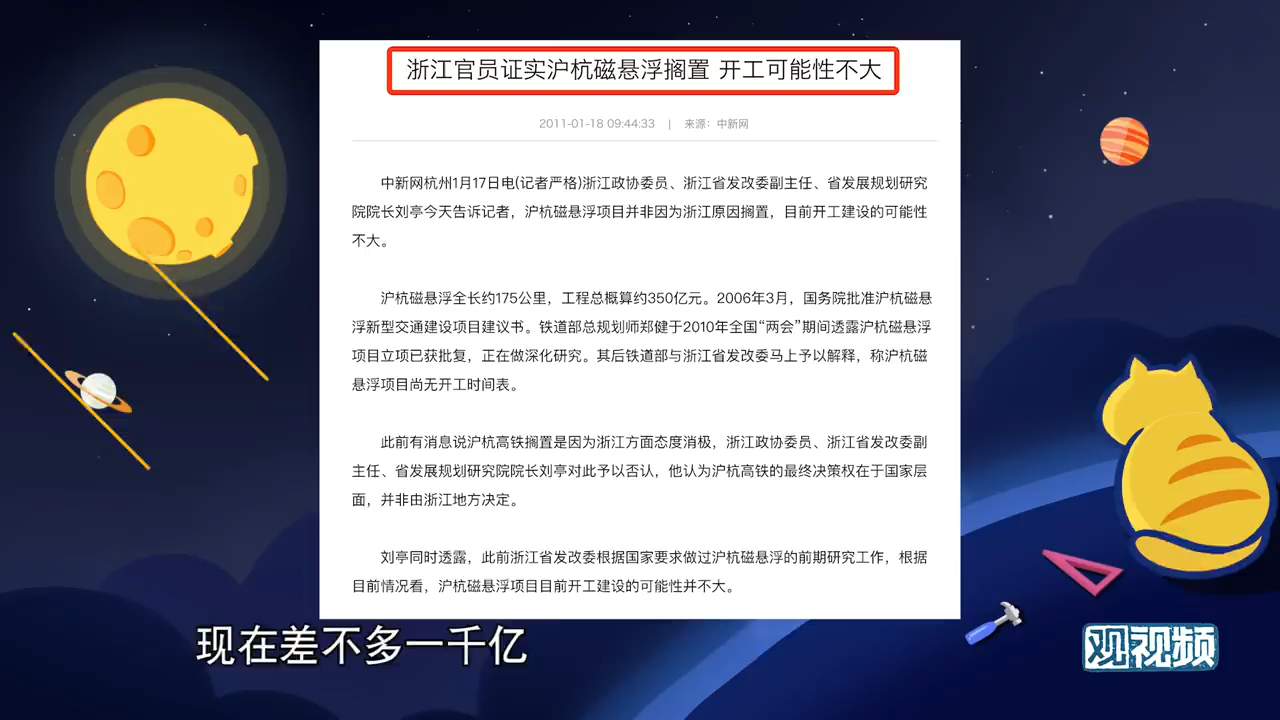 浙江官员证实沪杭磁悬浮搁置 开工可能性不大
2011-01-18 09:44:33 | 来源：中新网
中新网杭州1月17日电(记者严格)浙江政协委员、浙江省发改委副主任、省发展规划研究
院院长刘亭今天告诉记者，沪杭磁悬浮项目并非因为浙江原因搁置，目前开工建设的可能性
不大。
沪杭磁悬浮全长约175公里，工程总概算约350亿元。2006年3月，国务院批准沪杭磁悬
浮新型交通建设项目建议书。铁道部总规划师郑健于2010年全国“两会”期间透露沪杭磁悬浮
项目立项已获批复，正在做深化研究。其后铁道部与浙江省发改委马上予以解释，称沪杭磁
悬浮项目尚无开工时间表。
此前有消息说沪杭高铁搁置是因为浙江方面态度消极，浙江政协委员、浙江省发改委副
主任、省发展规划研究院院长刘亭对此予以否认，他认为沪杭高铁的最终决策权在于国家层
面，并非由浙江地方决定。
刘亭同时透露，此前浙江省发改委根据国家要求做过沪杭磁悬浮的前期研究工作，根据
目前情况看，沪杭磁悬浮项目目前开工建设的可能性并不大。
现在差不多一千亿
观视频